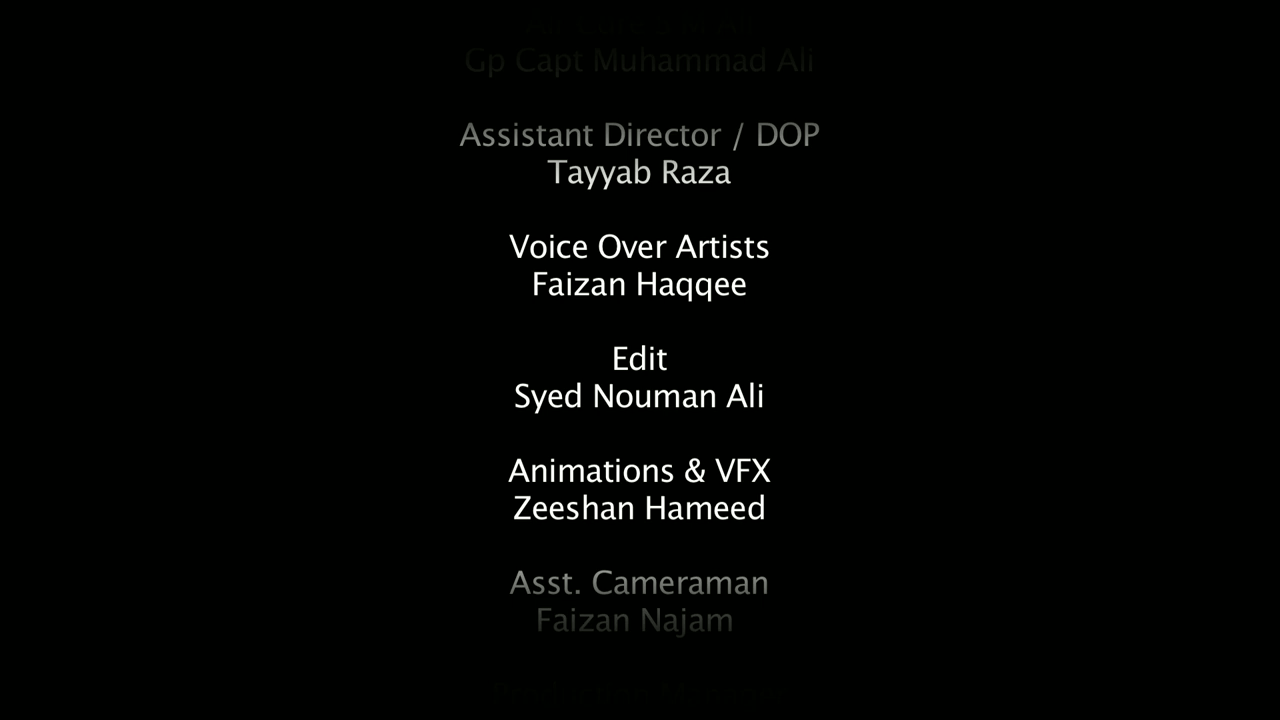 Gp Capt Muhammad Ali
Assistant Director / DOP
Tayyab Raza
Voice Over Artists
Faizan Haqqee
Edit
Syed Nouman Ali
Animations & VFX
Zeeshan Hameed
Asst. Cameraman
Faizan Najam